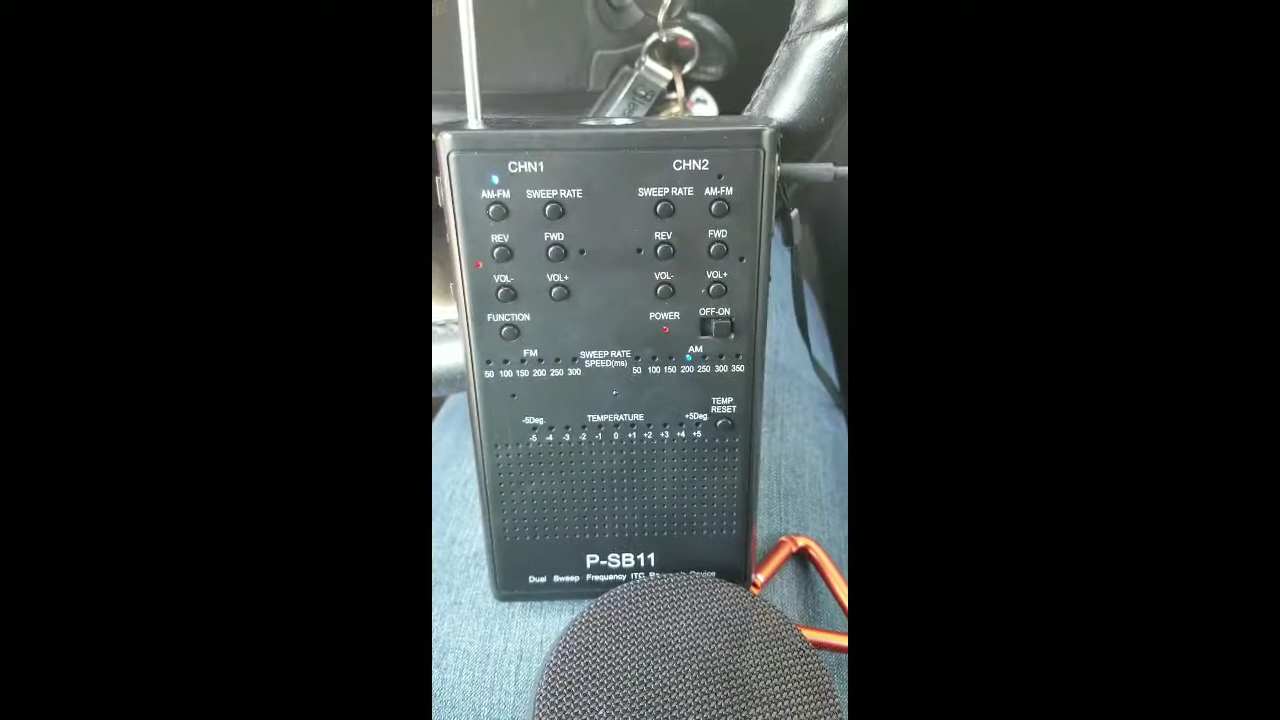 CHN1 CHN2
AM-FM SWEEP RATE SWEEP RATE AM-FM
REV FWD REV FWD
VOL- VOL+ VOL- VOL+
FUNCTION POWER OFF-ON
FM SWEEP RATE SPEED(ms) AM
50 100 150 200 250 300 50 100 150 200 250 300 350
TEMP RESET
-5Deg. TEMPERATURE +5Deg.
-5 -4 -3 -2 -1 0 +1 +2 +3 +4 +5
P-SB11
Dual Sweep Frequency ITC Device